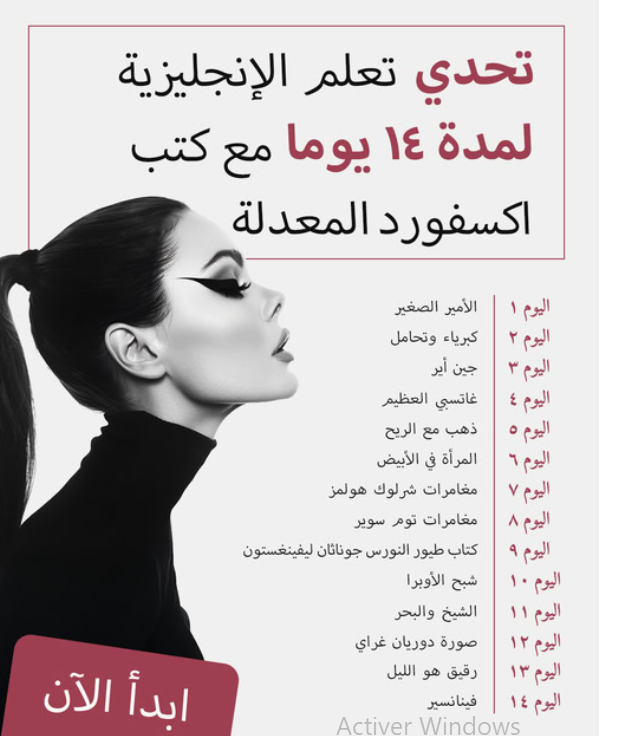 تحدي تعلم الإنجليزية
لمدة ١٤ يوما مع كتب
اكسفورد المعدلة
اليوم ١ الأمير الصغير
اليوم ٢ كبرياء وتحامل
اليوم ٣ جين أير
اليوم ٤ غاتسبي العظيم
اليوم ٥ ذهب مع الريح
اليوم ٦ المرأة في الأبيض
اليوم ٧ مغامرات شرلوك هولمز
اليوم ٨ مغامرات توم سوير
اليوم ٩ كتاب طيور النورس جوناثان ليفينغستون
اليوم ١٠ شبح الأوبرا
اليوم ١١ الشيخ والبحر
اليوم ١٢ صورة دوريان غراي
اليوم ١٣ رقيق هو الليل
اليوم ١٤ فينانسير
ابدأ الآن
Activer Windows